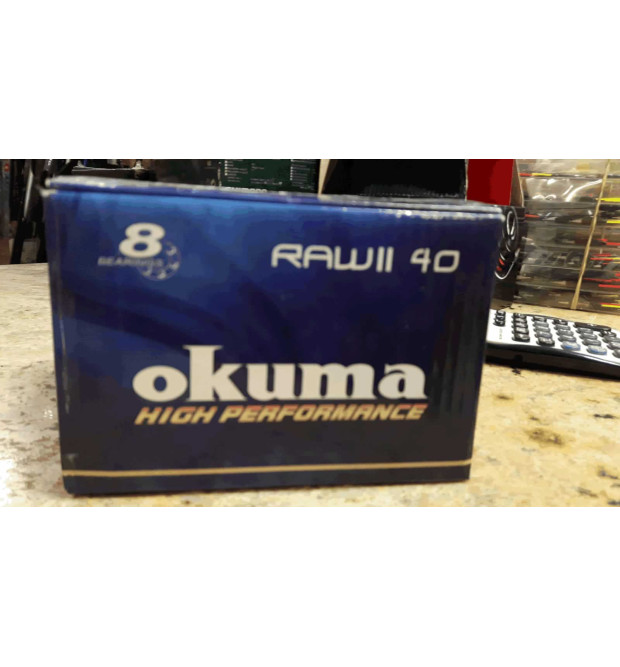 8
BEARINGS
RAWII 40
okuma
HIGH PERFORMANCE